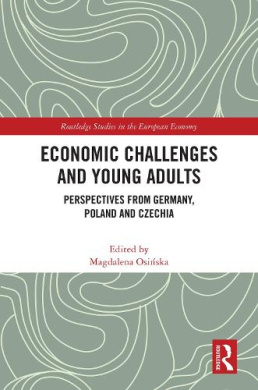 Routledge Studies in the European Economy
ECONOMIC CHALLENGES
AND YOUNG ADULTS
PERSPECTIVES FROM GERMANY,
POLAND AND CZECHIA
Edited by
Magdalena Osińska
ROUTLEDGE